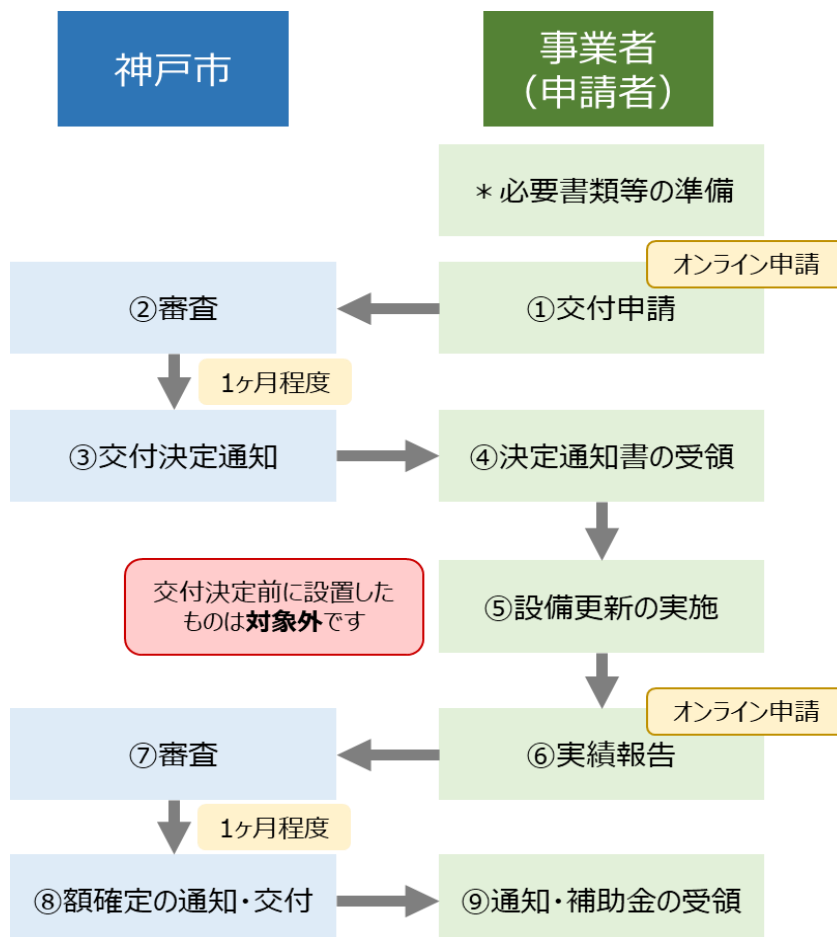 神戸市
事業者
（申請者）
＊必要書類等の準備
オンライン申請
②審査
①交付申請
1ヶ月程度
③交付決定通知
④決定通知書の受領
交付決定前に設置した
ものは対象外です
⑤設備更新の実施
オンライン申請
⑦審査
⑥実績報告
1ヶ月程度
⑧額確定の通知・交付
⑨通知・補助金の受領